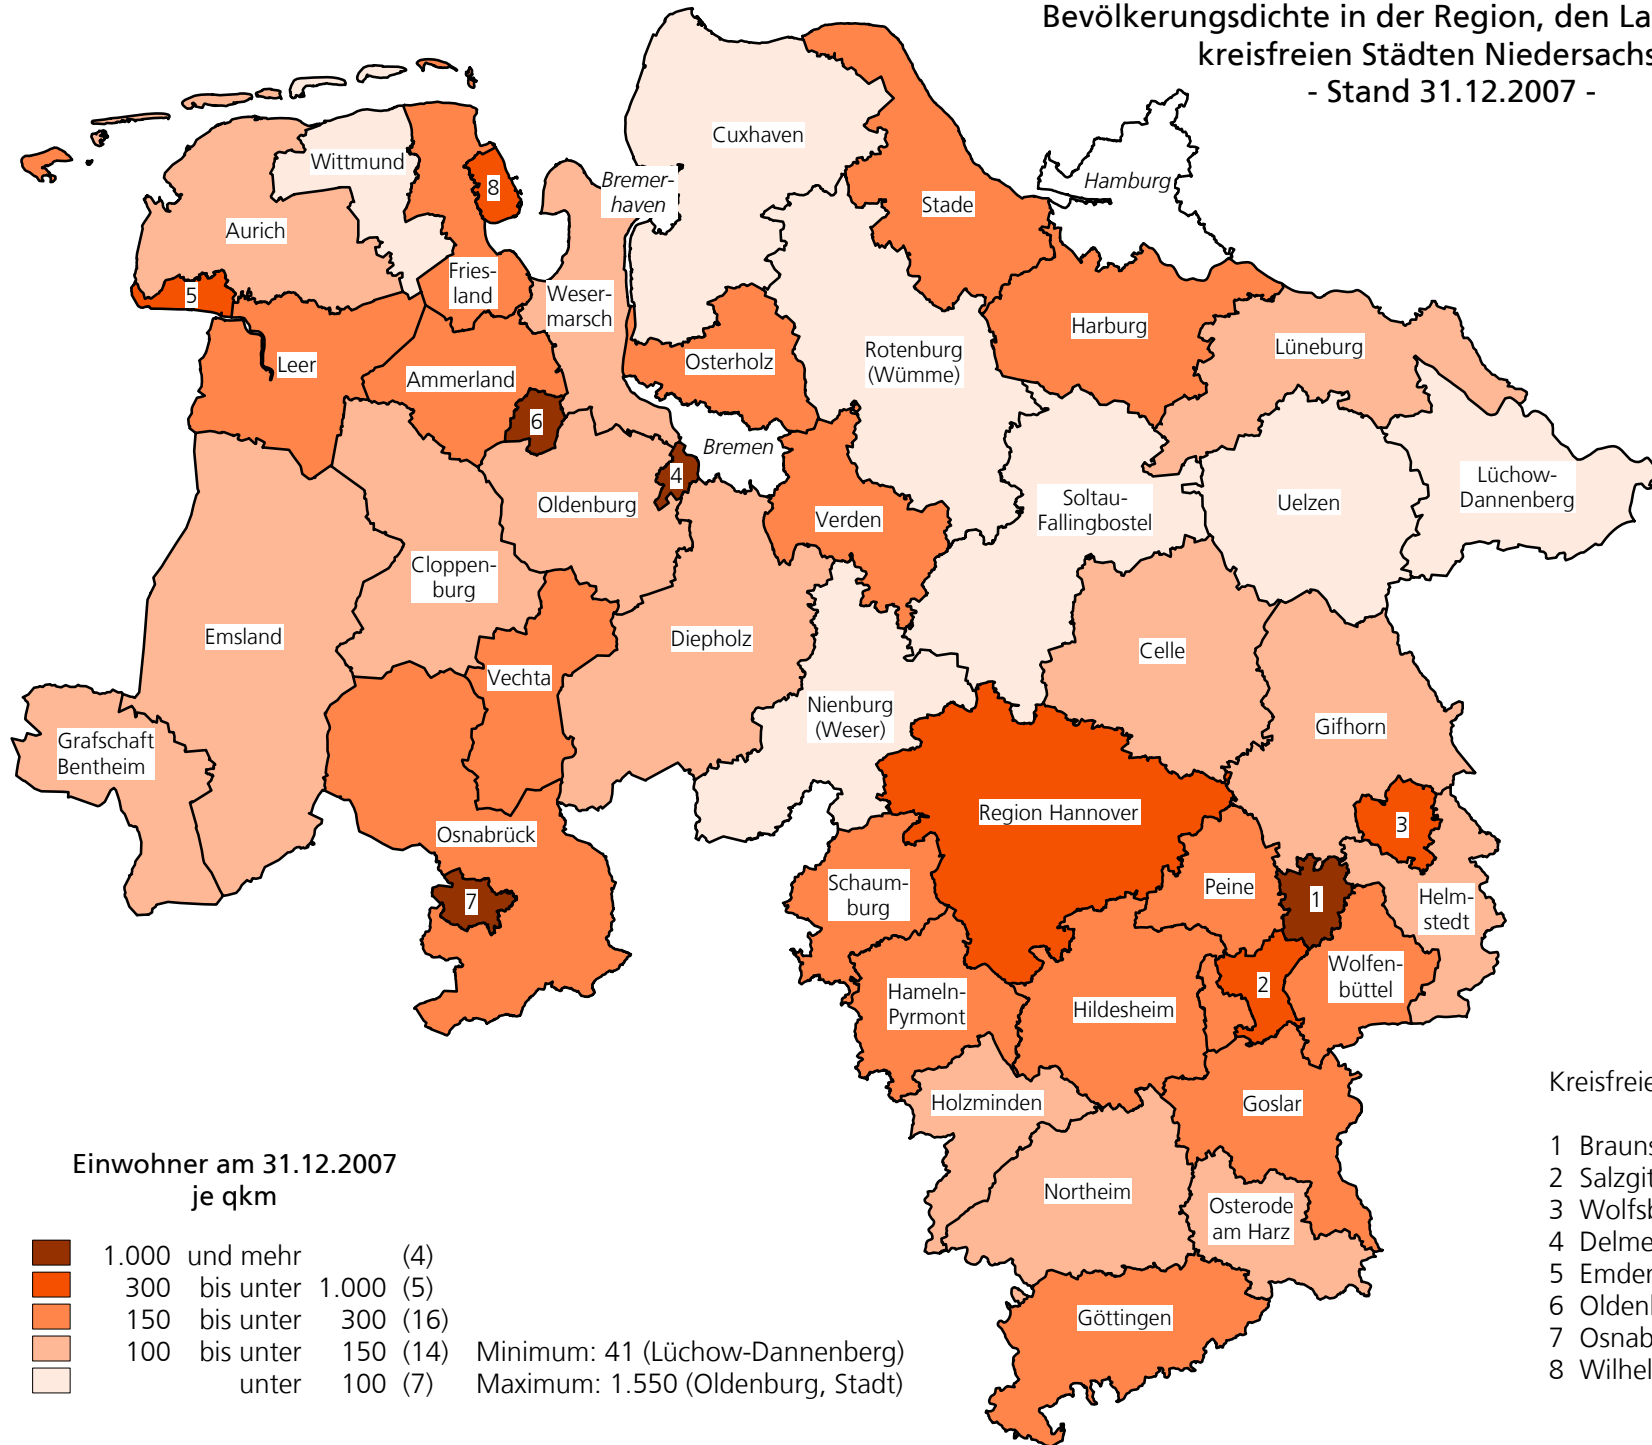 Bevölkerungsdichte in der Region, den La
kreisfreien Städten Niedersachs
- Stand 31.12.2007 -
Cuxhaven
Wittmund
Hamburg
8
Bremer-
haven
Stade
Aurich
Fries-
land
5
Weser-
marsch
Harburg
Lüneburg
Rotenburg
(Wümme)
Osterholz
Leer
Ammerland
6
Bremen
4
Lüchow-
Dannenberg
Soltau-
Fallingbostel
Uelzen
Oldenburg
Verden
Cloppen-
burg
Emsland
Diepholz
Celle
Vechta
Nienburg
(Weser)
Gifhorn
Grafschaft
Bentheim
Region Hannover
3
Osnabrück
Schaum-
burg
Peine
1
Helm-
stedt
7
Wolfen-
büttel
2
Hameln-
Pyrmont
Hildesheim
Holzminden
Goslar
Northeim
Osterode
am Harz
Göttingen
Kreisfreie
1 Brauns
2 Salzgit
3 Wolfsb
4 Delme
5 Emden
6 Oldenb
7 Osnab
8 Wilhel
Einwohner am 31.12.2007
je qkm
1.000 und mehr (4)
300 bis unter 1.000 (5)
150 bis unter 300 (16)
100 bis unter 150 (14) Minimum: 41 (Lüchow-Dannenberg)
unter 100 (7) Maximum: 1.550 (Oldenburg, Stadt)